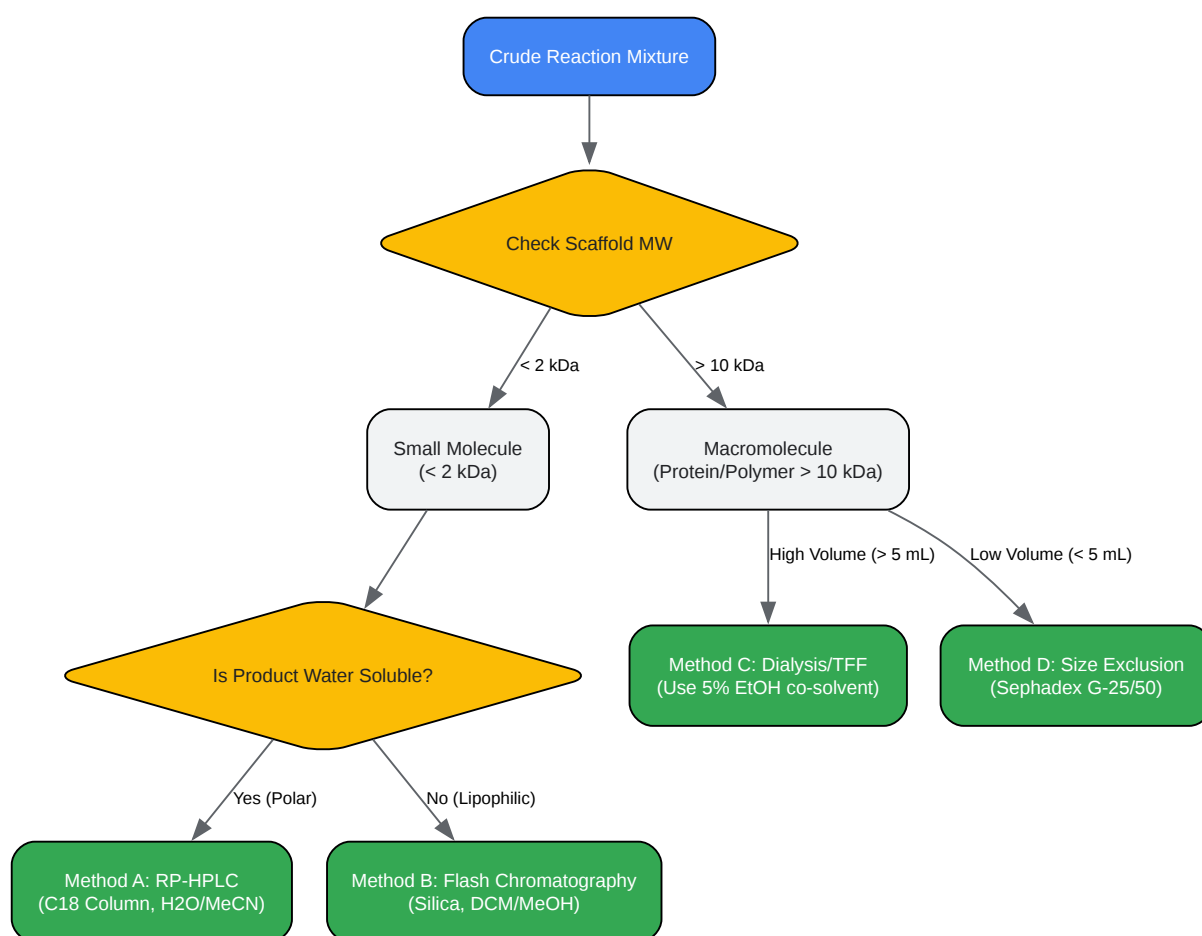 Crude Reaction Mixture
Check Scaffold MW
< 2 kDa
> 10 kDa
Small Molecule
(< 2 kDa)
Macromolecule
(Protein/Polymer > 10 kDa)
High Volume (> 5 mL)
Low Volume (< 5 mL)
Is Product Water Soluble?
Method C: Dialysis/TFF
(Use 5% EtOH co-solvent)
Method D: Size Exclusion
(Sephadex G-25/50)
Yes (Polar)
No (Lipophilic)
Method A: RP-HPLC
(C18 Column, H2O/MeCN)
Method B: Flash Chromatography
(Silica, DCM/MeOH)